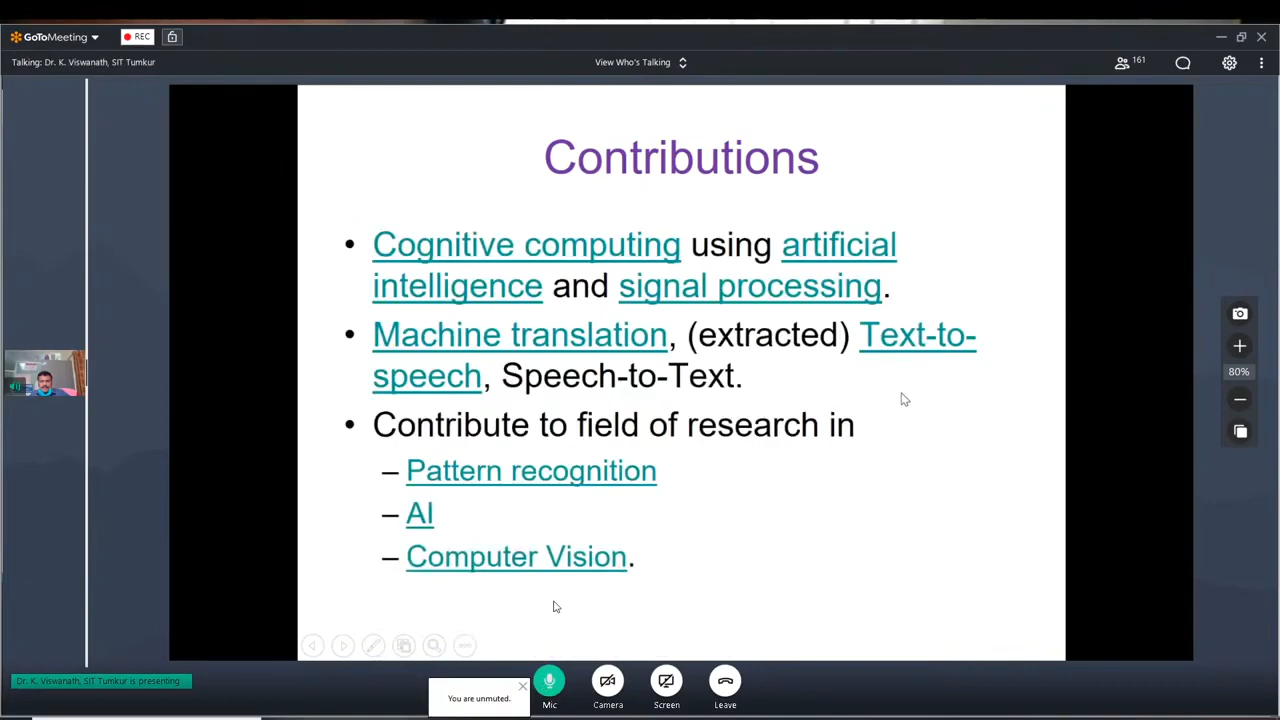 GoToMeeting
REC
Talking: Dr. K. Viswanath, SIT Tumkur
View Who's Talking
161
Contributions
• Cognitive computing using artificial
intelligence and signal processing.
• Machine translation, (extracted) Text-to-
speech, Speech-to-Text.
• Contribute to field of research in
– Pattern recognition
– AI
– Computer Vision.
80%
Dr. K. Viswanath, SIT Tumkur is presenting
You are unmuted.
Mic
Camera
Screen
Leave